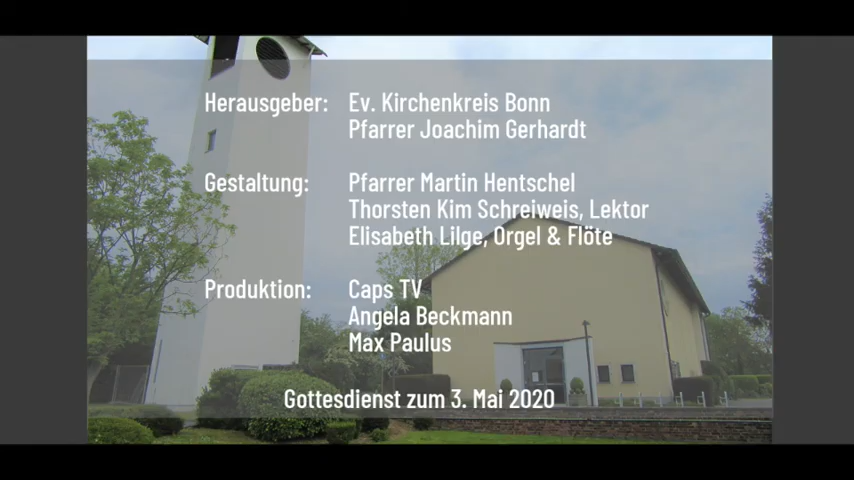 Herausgeber: Ev. Kirchenkreis Bonn
Pfarrer Joachim Gerhardt
Gestaltung: Pfarrer Martin Hentschel
Thorsten Kim Schreiweis, Lektor
Elisabeth Lilge, Orgel & Flöte
Produktion: Caps TV
Angela Beckmann
Max Paulus
Gottesdienst zum 3. Mai 2020